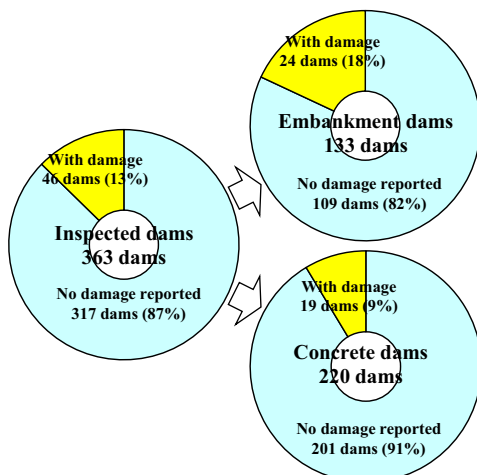 With damage
46 dams (13%)
Inspected dams
363 dams
No damage reported
317 dams (87%)
With damage
24 dams (18%)
Embankment dams
133 dams
No damage reported
109 dams (82%)
With damage
19 dams (9%)
Concrete dams
220 dams
No damage reported
201 dams (91%)